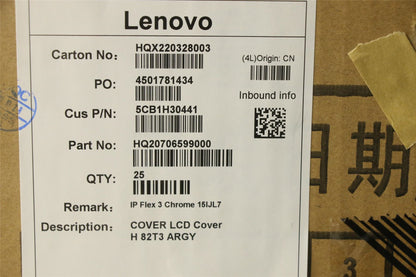 Lenovo
Carton No: HQX220328003
(4L)Origin: CN
PO: 4501781434
Inbound info
Cus P/N: 5CB1H30441
Part No: HQ20706599000
QTY: 25
Remark: IP Flex 3 Chrome 15IJL7
Description: COVER LCD Cover
H 82T3 ARGY
日期
3